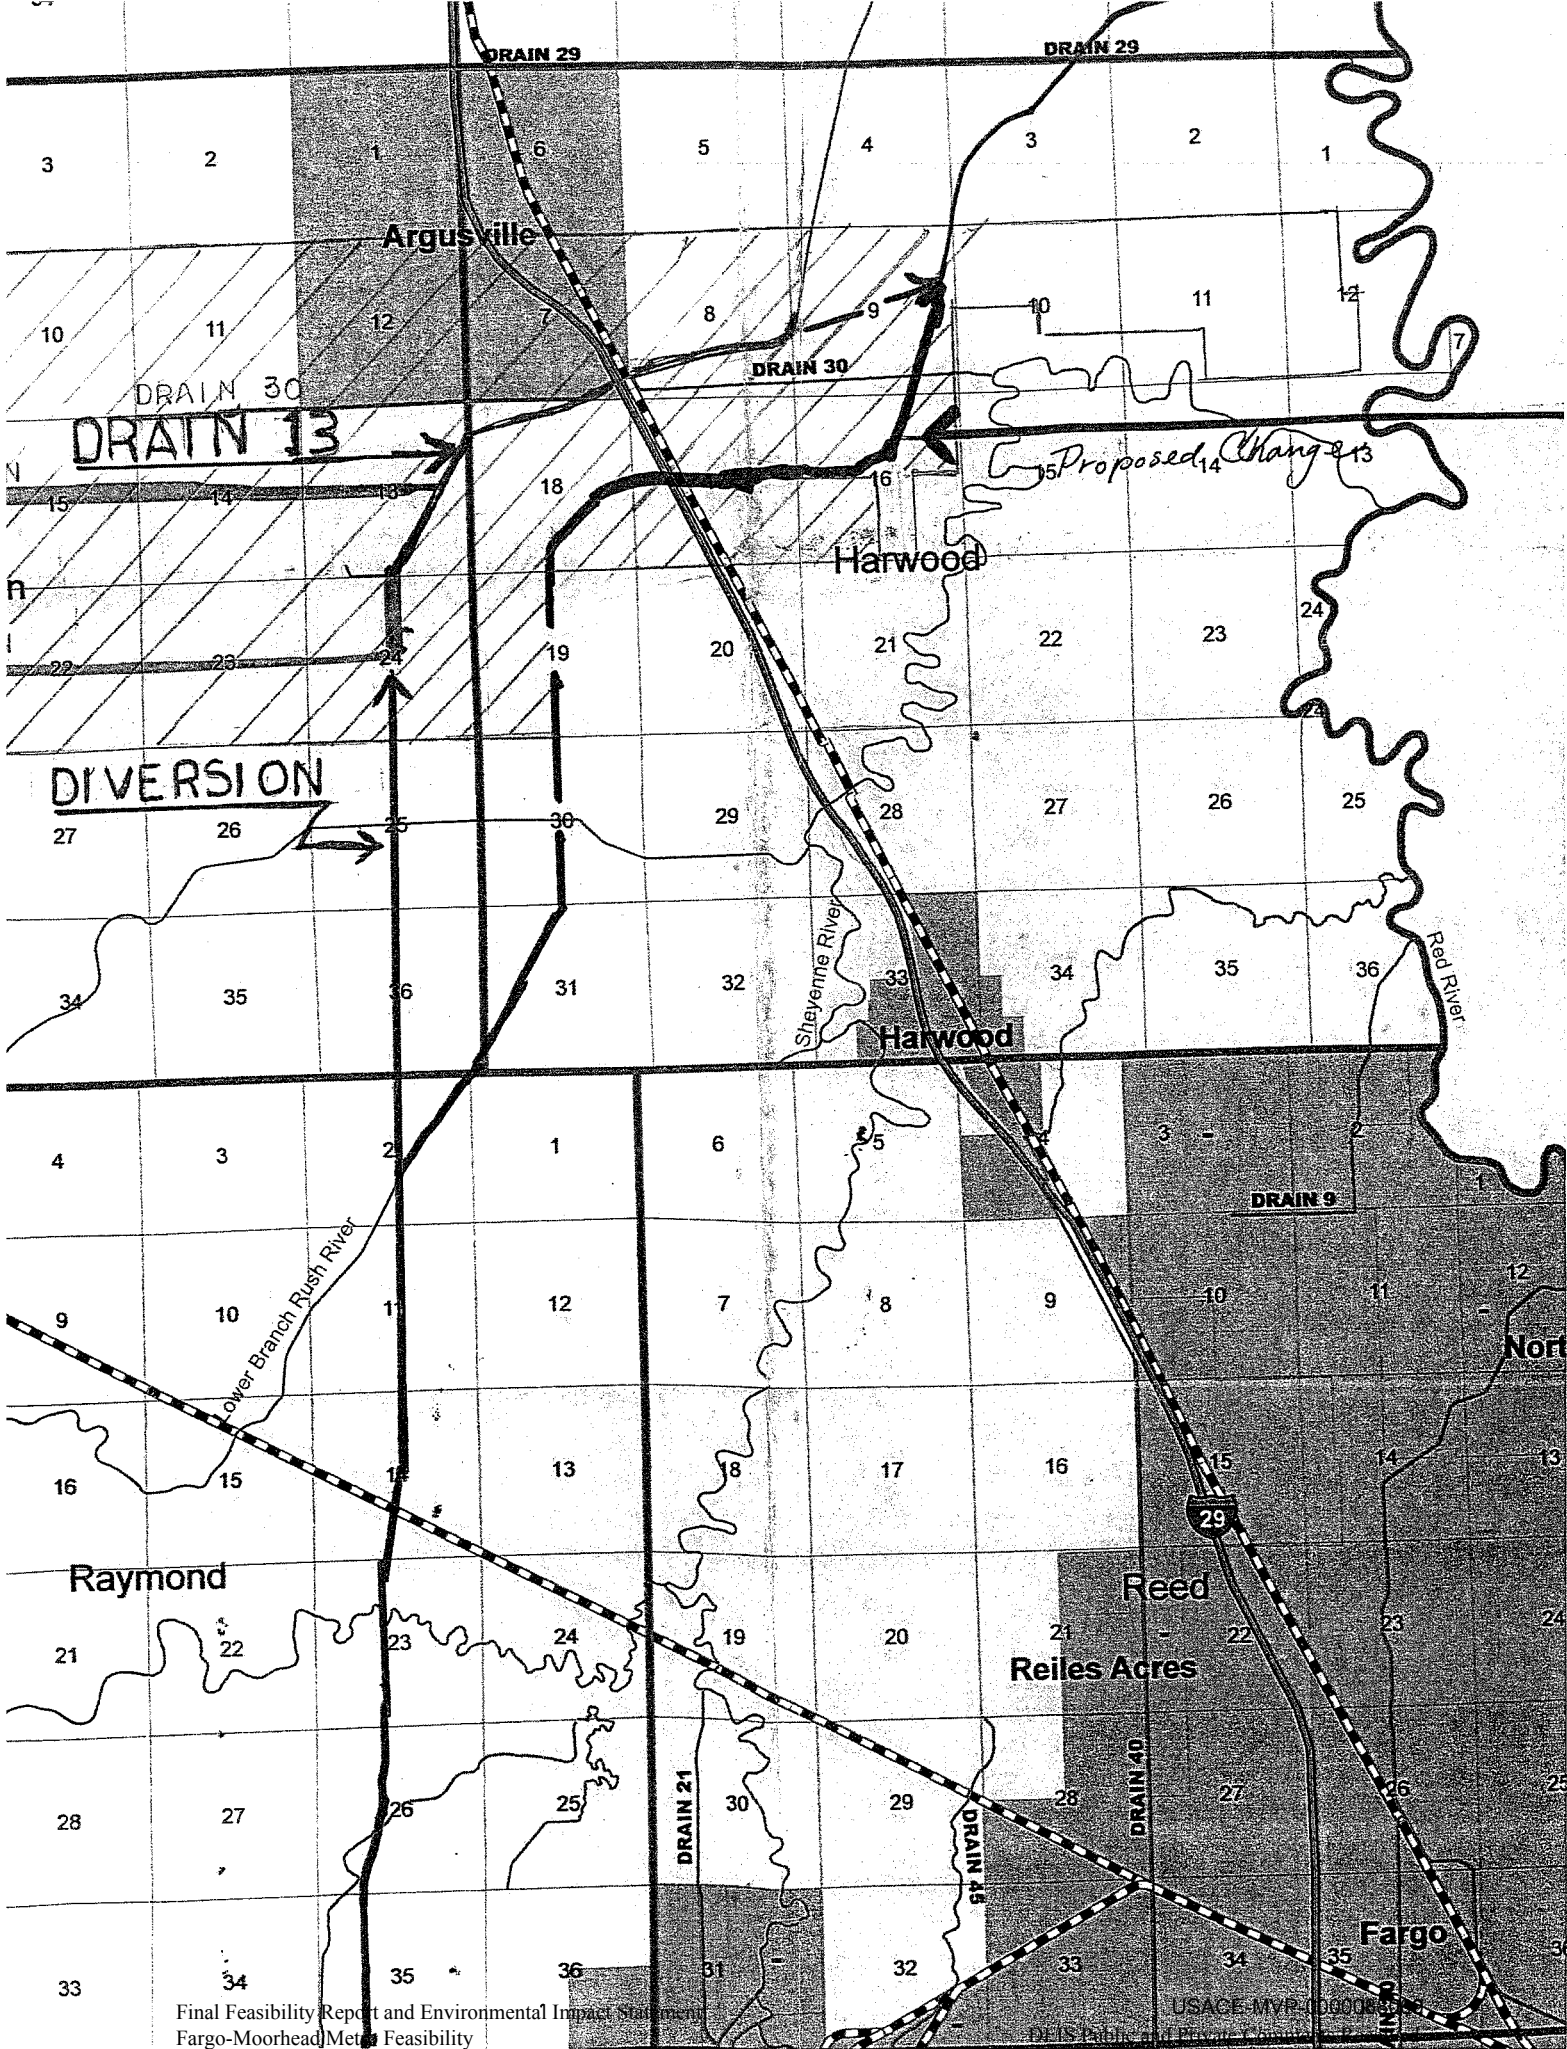 DRAIN 29
DRAIN 29
3 2 1 6 5 4 3 2 1
Argusville
10 11 12 7 8 9 10 11 12
7
DRAIN 30
DRAIN 30
DRAIN 13
Proposed Change
15 14 13 18 16 15 14 13
Harwood
22 23 24 19 20 21 22 23 24
24
DIVERSION
27 26 25 30 29 28 27 26 25
Sheyenne River
Red River
34 35 36 31 32 33 34 35 36
Harwood
4 3 2 1 6 5 4 3 2 1
DRAIN 9
Lower Branch Rush River
9 10 11 12 7 8 9 10 11 12
Nort
16 15 14 13 18 17 16 15 14 13
29
Raymond
Reed
21 22 23 24 19 20 21 22 23 24
Reiles Acres
DRAIN 21
DRAIN 40
DRAIN 45
28 27 26 25 30 29 28 27 26 25
Fargo
33 34 35 36 31 32 33 34 35
Final Feasibility Report and Environmental Impact Statement
Fargo-Moorhead Metro Feasibility